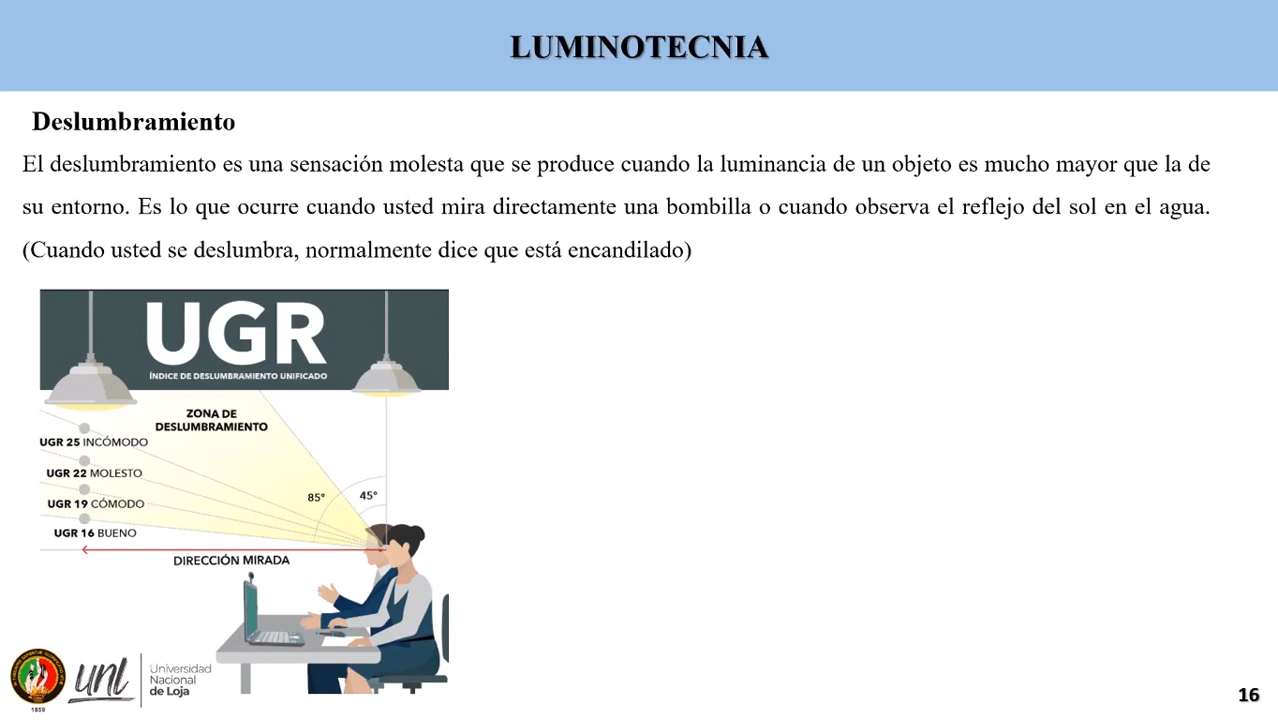 LUMINOTECNIA
Deslumbramiento
El deslumbramiento es una sensación molesta que se produce cuando la luminancia de un objeto es mucho mayor que la de
su entorno. Es lo que ocurre cuando usted mira directamente una bombilla o cuando observa el reflejo del sol en el agua.
(Cuando usted se deslumbra, normalmente dice que está encandilado)
UGR
ÍNDICE DE DESLUMBRAMIENTO UNIFICADO
ZONA DE
DESLUMBRAMIENTO
UGR 25 INCÓMODO
UGR 22 MOLESTO
UGR 19 CÓMODO
UGR 16 BUENO
85°
45°
DIRECCIÓN MIRADA
1859
unl
Universidad
Nacional
de Loja
16